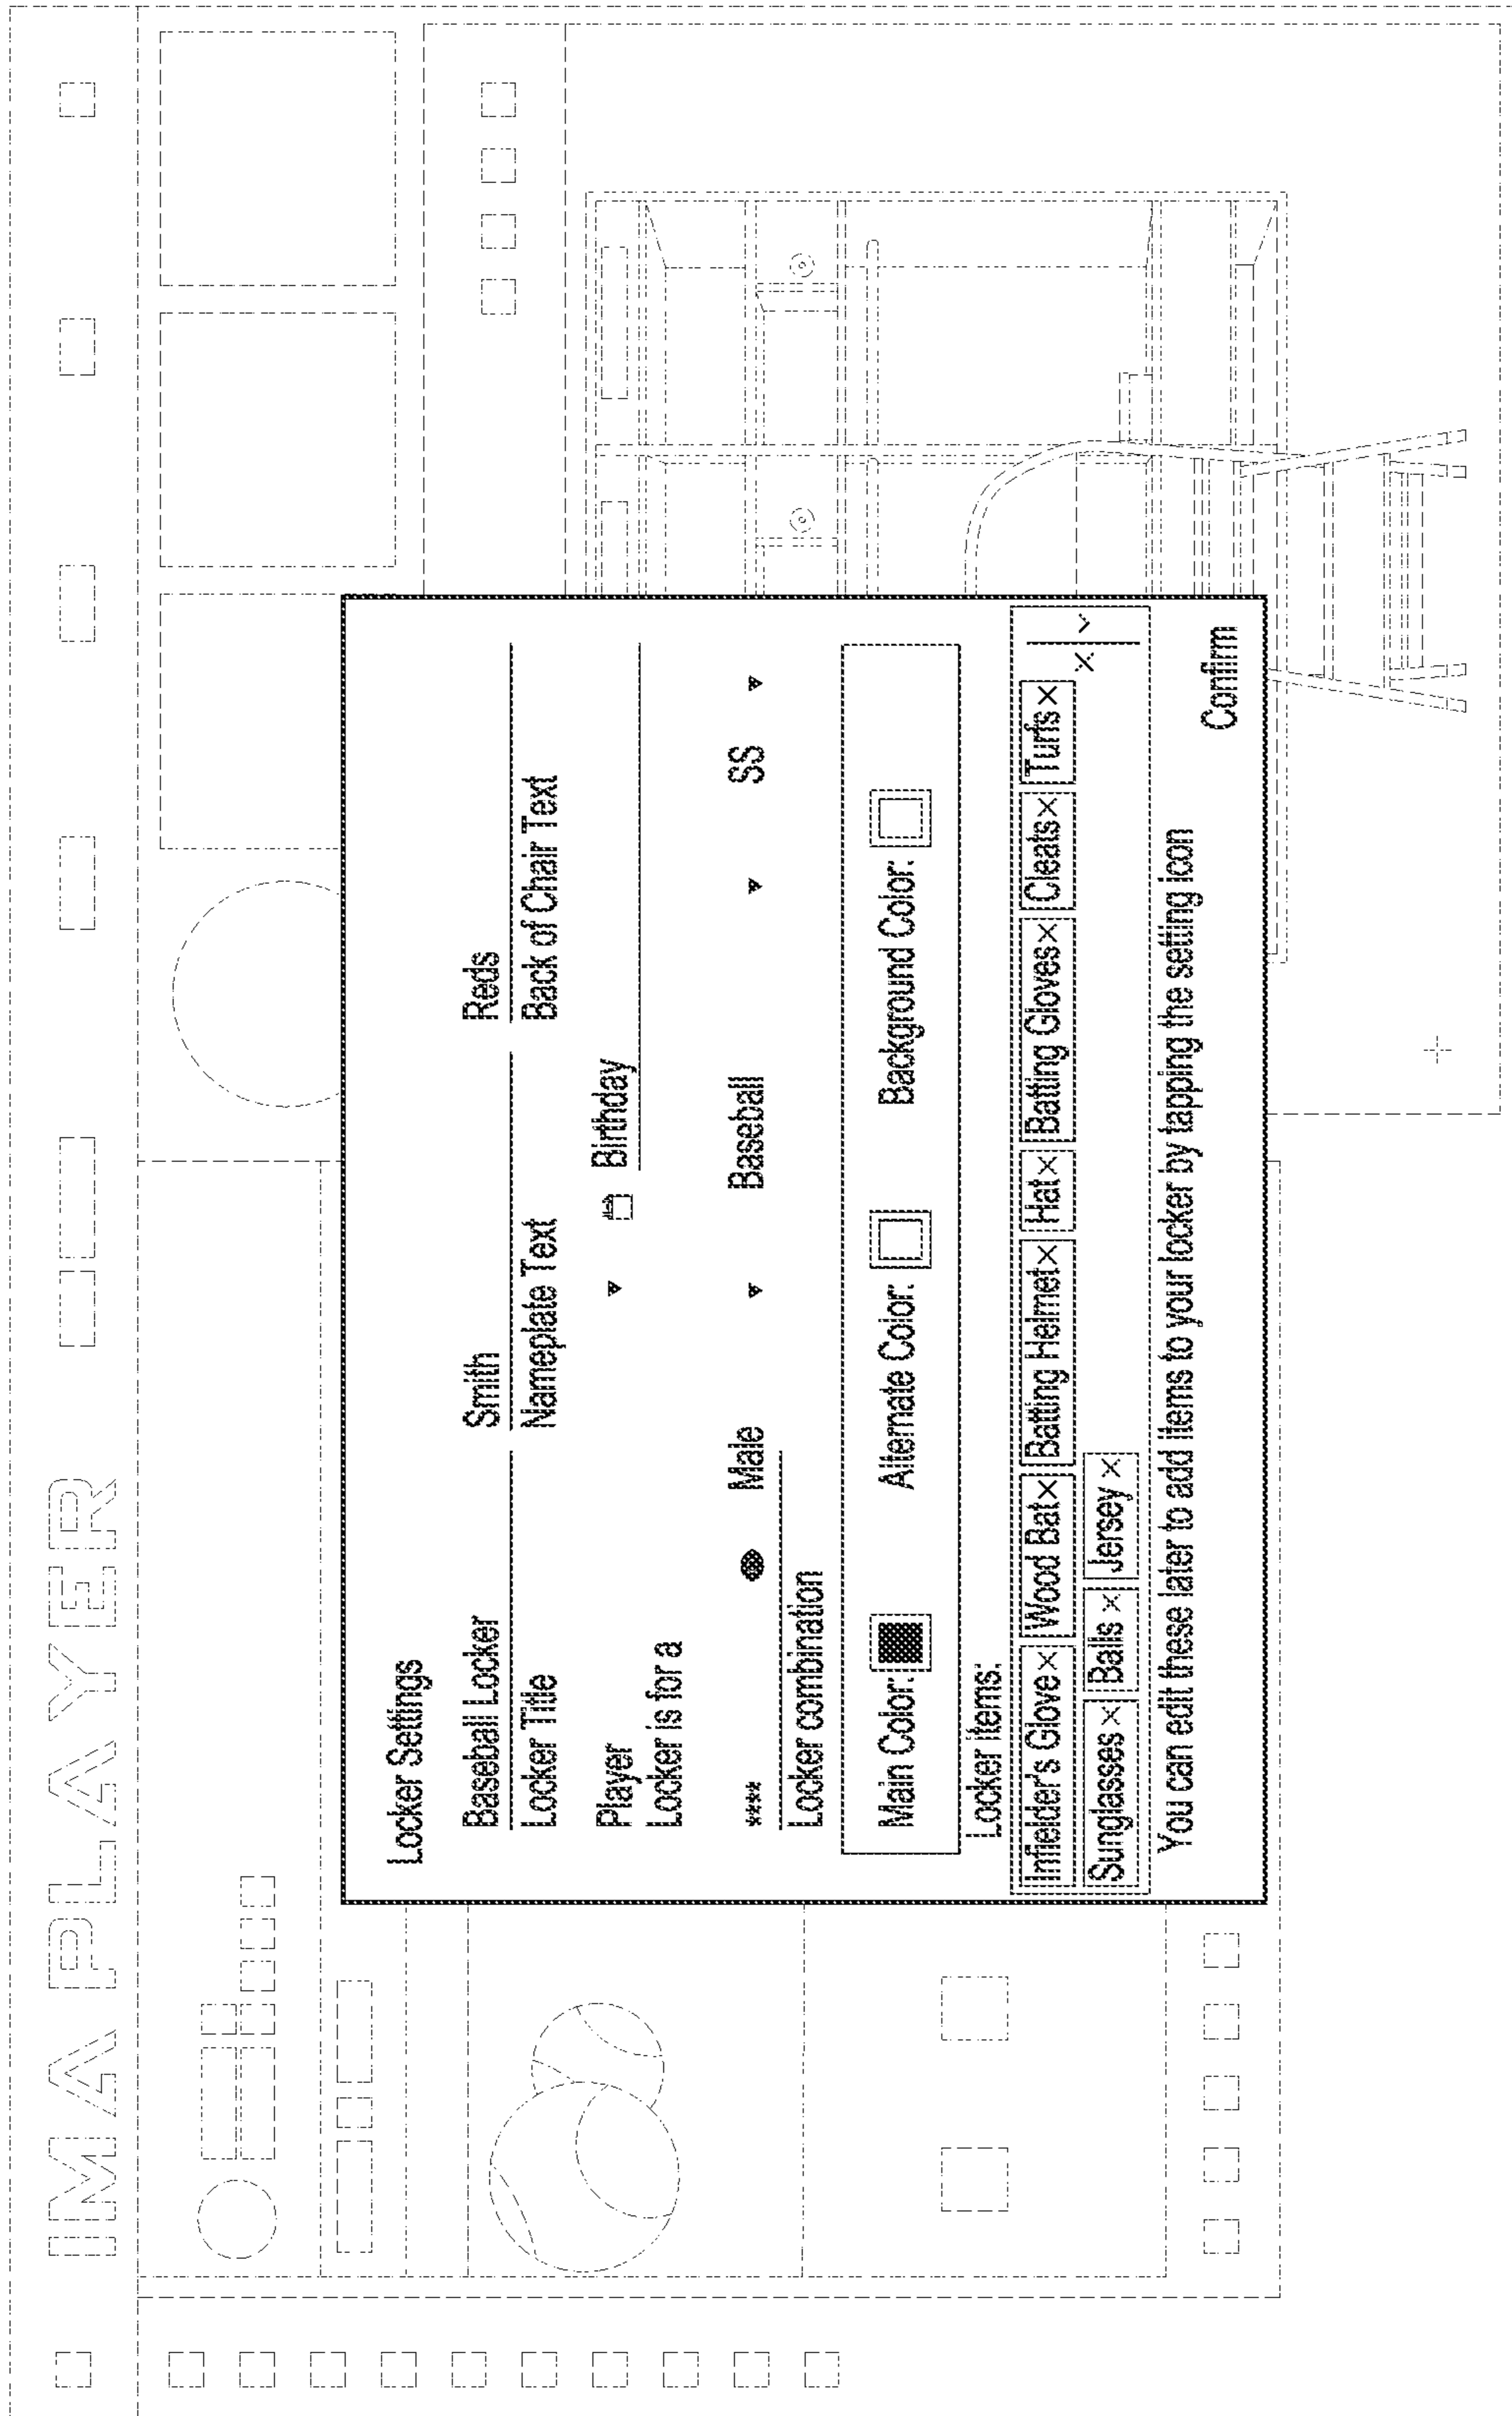 IMA PLAYER
Locker Settings
Baseball Locker Smith Reds
Locker Title Nameplate Text Back of Chair Text
Player Birthday
Locker is for a
**** Male Baseball SS
Locker combination
Main Color: Alternate Color: Background Color:
Locker items:
Infielder's Glove × Wood Bat × Batting Helmet × Hat × Batting Gloves × Cleats × Turfs ×
Sunglasses × Balls × Jersey ×
You can edit these later to add items to your locker by tapping the setting icon
Confirm